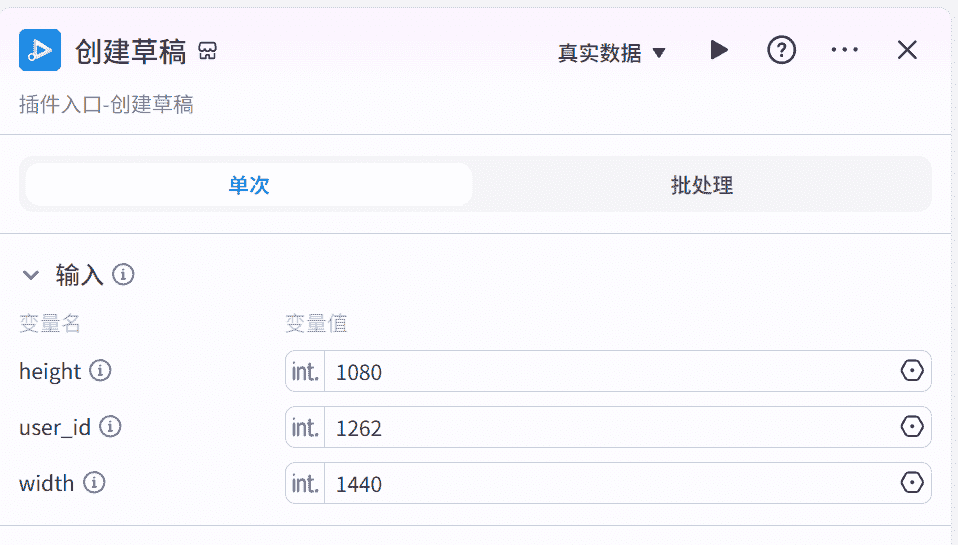 创建草稿
真实数据
插件入口-创建草稿
单次 批处理
输入
变量名 变量值
height int. 1080
user_id int. 1262
width int. 1440